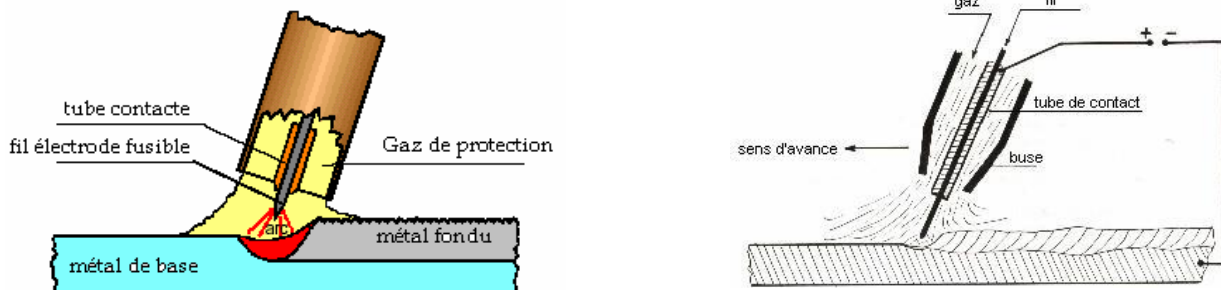 tube contacte
fil électrode fusible
Gaz de protection
arc
métal fondu
métal de base
gaz
fil
+ -
tube de contact
sens d'avance
buse